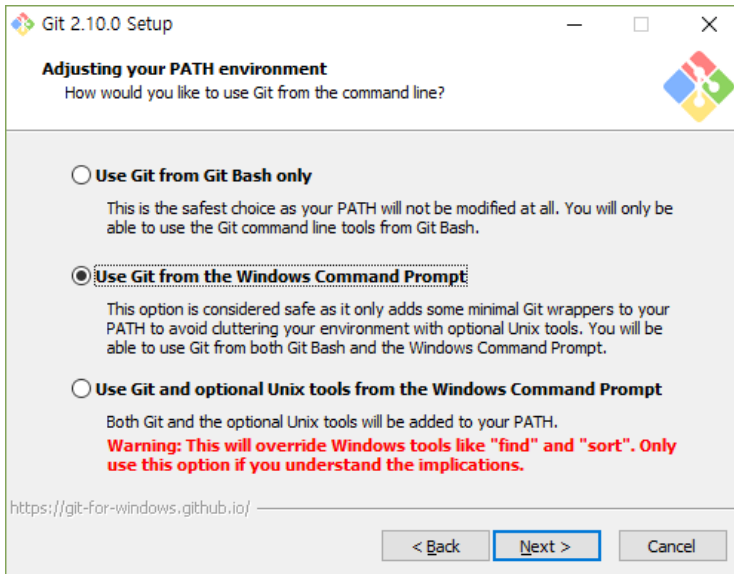 Git 2.10.0 Setup
Adjusting your PATH environment
How would you like to use Git from the command line?
Use Git from Git Bash only
This is the safest choice as your PATH will not be modified at all. You will only be
able to use the Git command line tools from Git Bash.
Use Git from the Windows Command Prompt
This option is considered safe as it only adds some minimal Git wrappers to your
PATH to avoid cluttering your environment with optional Unix tools. You will be
able to use Git from both Git Bash and the Windows Command Prompt.
Use Git and optional Unix tools from the Windows Command Prompt
Both Git and the optional Unix tools will be added to your PATH.
Warning: This will override Windows tools like "find" and "sort". Only
use this option if you understand the implications.
https://git-for-windows.github.io/
< Back Next > Cancel